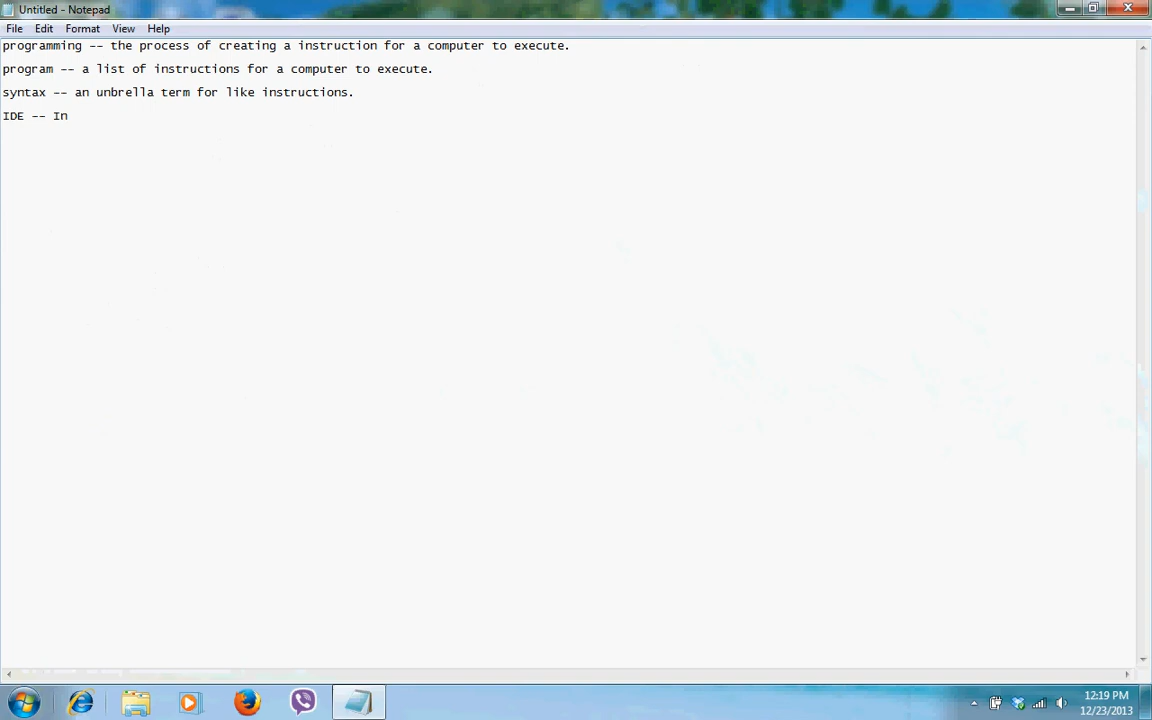 Untitled - Notepad
File Edit Format View Help
programming -- the process of creating a instruction for a computer to execute.
program -- a list of instructions for a computer to execute.
syntax -- an unbrella term for like instructions.
IDE -- In
12:19 PM
12/23/2013